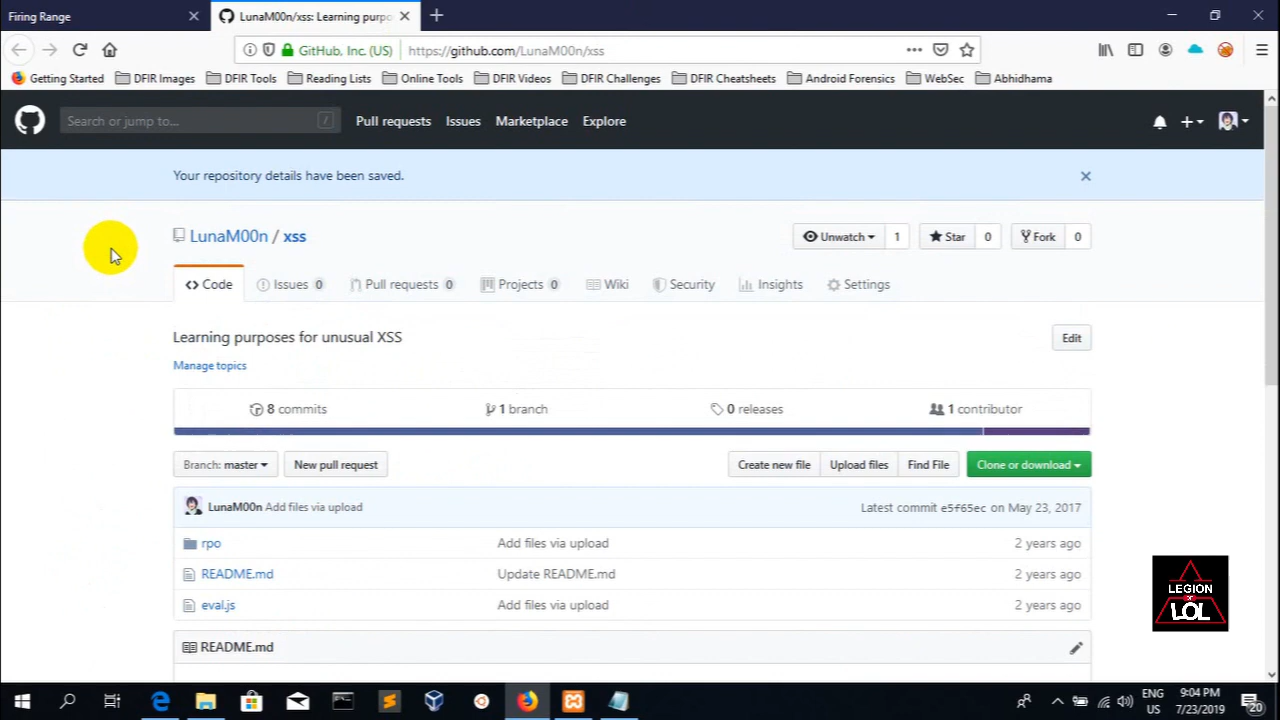 Firing Range
LunaM00n/xss: Learning purpo
GitHub, Inc. (US)
https://github.com/LunaM00n/xss
Getting Started
DFIR Images
DFIR Tools
Reading Lists
Online Tools
DFIR Videos
DFIR Challenges
DFIR Cheatsheets
Android Forensics
WebSec
Abhidhama
Search or jump to...
/
Pull requests
Issues
Marketplace
Explore
Your repository details have been saved.
LunaM00n / xss
Unwatch 1
Star 0
Fork 0
Code
Issues 0
Pull requests 0
Projects 0
Wiki
Security
Insights
Settings
Learning purposes for unusual XSS
Edit
Manage topics
8 commits
1 branch
0 releases
1 contributor
Branch: master
New pull request
Create new file
Upload files
Find File
Clone or download
LunaM00n Add files via upload
Latest commit e5f65ec on May 23, 2017
rpo
Add files via upload
2 years ago
README.md
Update README.md
2 years ago
eval.js
Add files via upload
2 years ago
README.md
LEGION
OF
LOL
ENG
US
9:04 PM
7/23/2019
20